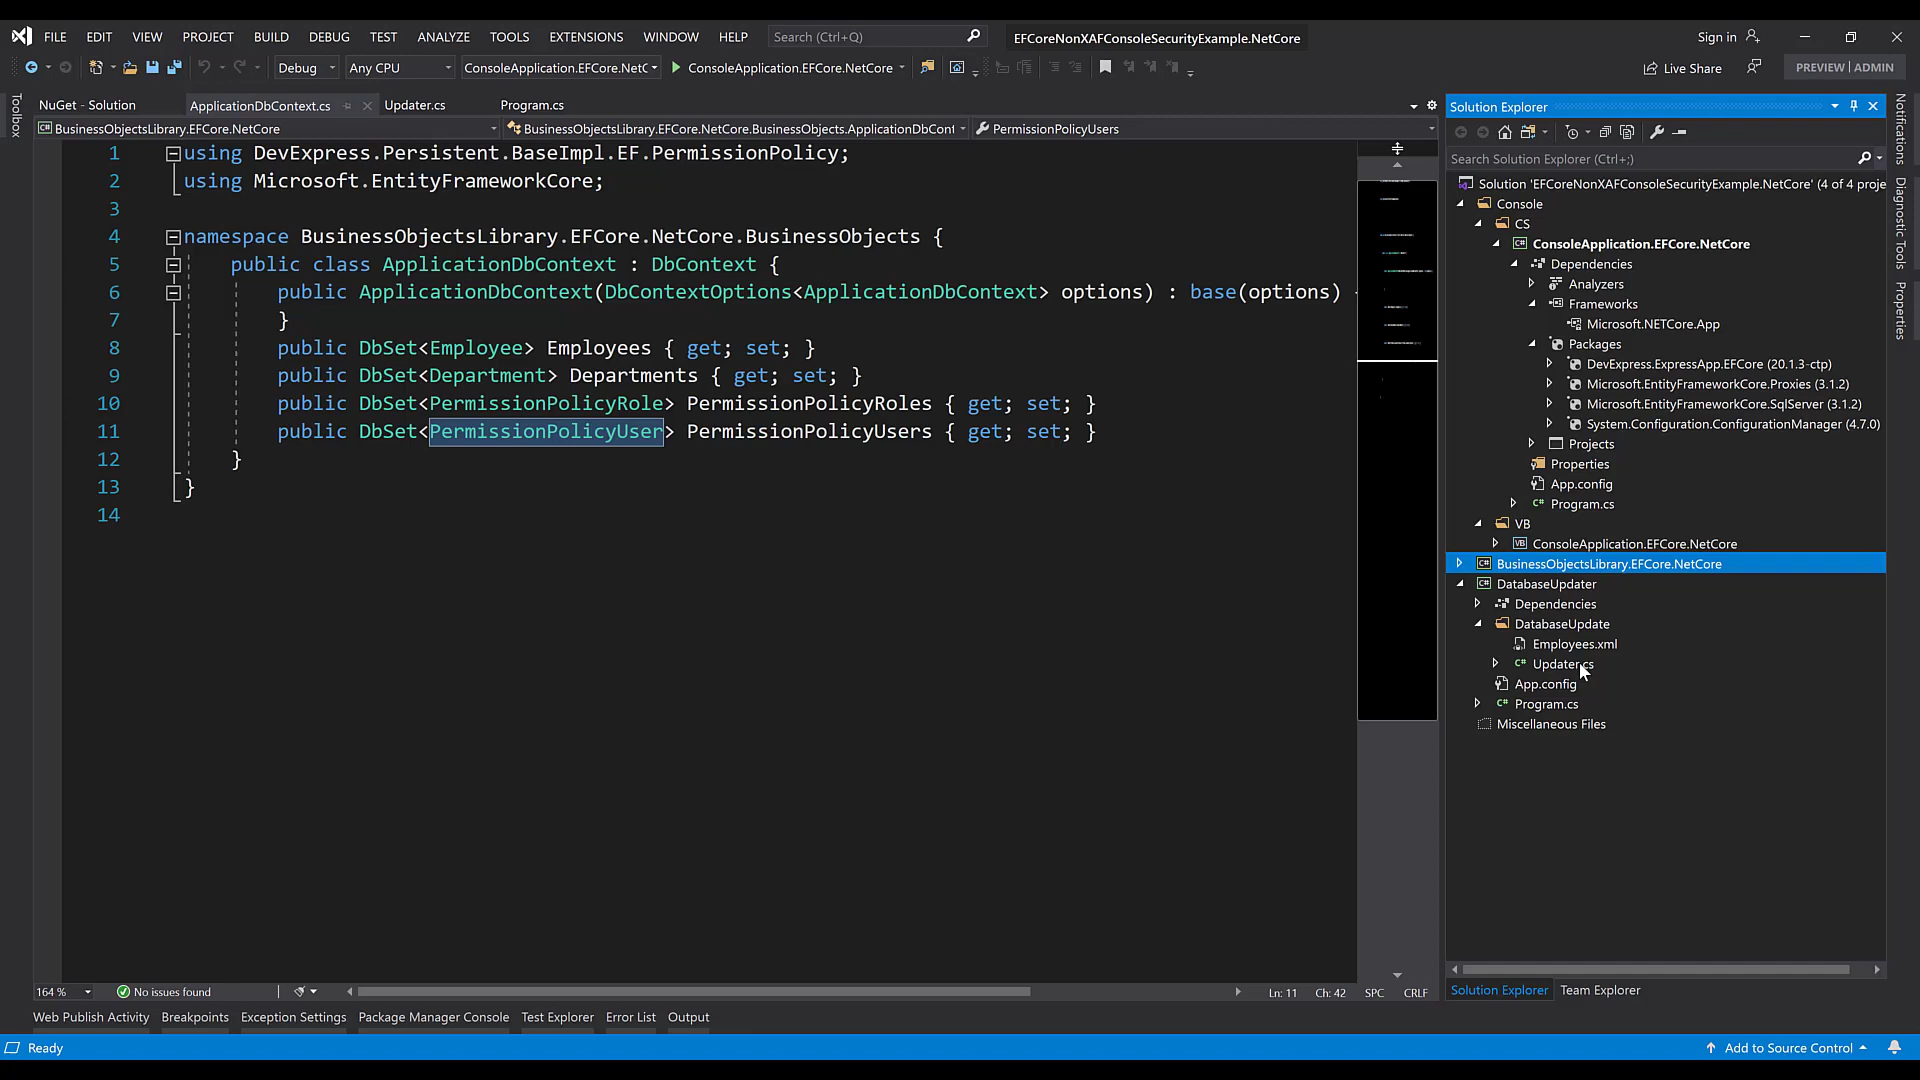 FILE EDIT VIEW PROJECT BUILD DEBUG TEST ANALYZE TOOLS EXTENSIONS WINDOW HELP Search (Ctrl+Q) EFCoreNonXAFConsoleSecurityExample.NetCore Sign in
Debug Any CPU ConsoleApplication.EFCore.NetC ConsoleApplication.EFCore.NetCore Live Share PREVIEW | ADMIN
Toolbox
NuGet - Solution ApplicationDbContext.cs Updater.cs Program.cs
BusinessObjectsLibrary.EFCore.NetCore BusinessObjectsLibrary.EFCore.NetCore.BusinessObjects.ApplicationDbCont PermissionPolicyUsers
1 using DevExpress.Persistent.BaseImpl.EF.PermissionPolicy;
2 using Microsoft.EntityFrameworkCore;
3
4 namespace BusinessObjectsLibrary.EFCore.NetCore.BusinessObjects {
5 public class ApplicationDbContext : DbContext {
6 public ApplicationDbContext(DbContextOptions<ApplicationDbContext> options) : base(options)
7 }
8 public DbSet<Employee> Employees { get; set; }
9 public DbSet<Department> Departments { get; set; }
10 public DbSet<PermissionPolicyRole> PermissionPolicyRoles { get; set; }
11 public DbSet<PermissionPolicyUser> PermissionPolicyUsers { get; set; }
12 }
13 }
14
164 % No issues found Ln: 11 Ch: 42 SPC CRLF
Solution Explorer
Search Solution Explorer (Ctrl+;)
Solution 'EFCoreNonXAFConsoleSecurityExample.NetCore' (4 of 4 proje
Console
CS
C# ConsoleApplication.EFCore.NetCore
Dependencies
Analyzers
Frameworks
Microsoft.NETCore.App
Packages
DevExpress.ExpressApp.EFCore (20.1.3-ctp)
Microsoft.EntityFrameworkCore.Proxies (3.1.2)
Microsoft.EntityFrameworkCore.SqlServer (3.1.2)
System.Configuration.ConfigurationManager (4.7.0)
Projects
Properties
App.config
C# Program.cs
VB
VB ConsoleApplication.EFCore.NetCore
C# BusinessObjectsLibrary.EFCore.NetCore
C# DatabaseUpdater
Dependencies
DatabaseUpdate
Employees.xml
C# Updater.cs
App.config
C# Program.cs
Miscellaneous Files
Solution Explorer Team Explorer
Notifications
Diagnostic Tools
Properties
Web Publish Activity Breakpoints Exception Settings Package Manager Console Test Explorer Error List Output
Ready Add to Source Control